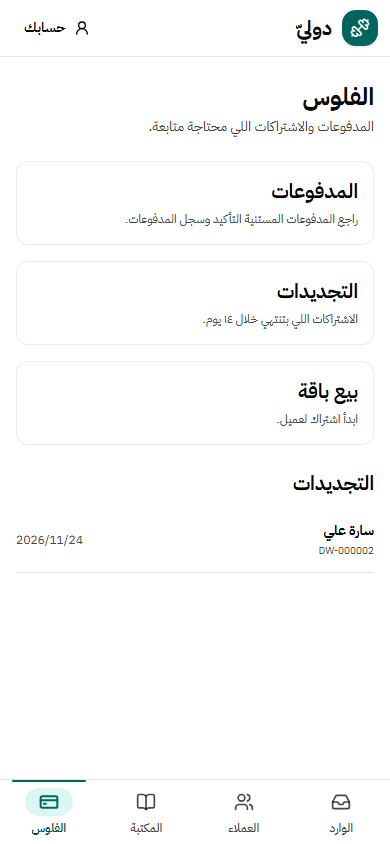 دوليّ
حسابك
الفلوس
المدفوعات والاشتراكات اللي محتاجة متابعة.
المدفوعات
راجع المدفوعات المستنية التأكيد وسجل المدفوعات.
التجديدات
الاشتراكات اللي بتنتهي خلال ١٤ يوم.
بيع باقة
ابدأ اشتراك لعميل.
التجديدات
سارة علي
2026/11/24
DW-000002
الوارد
العملاء
المكتبة
الفلوس